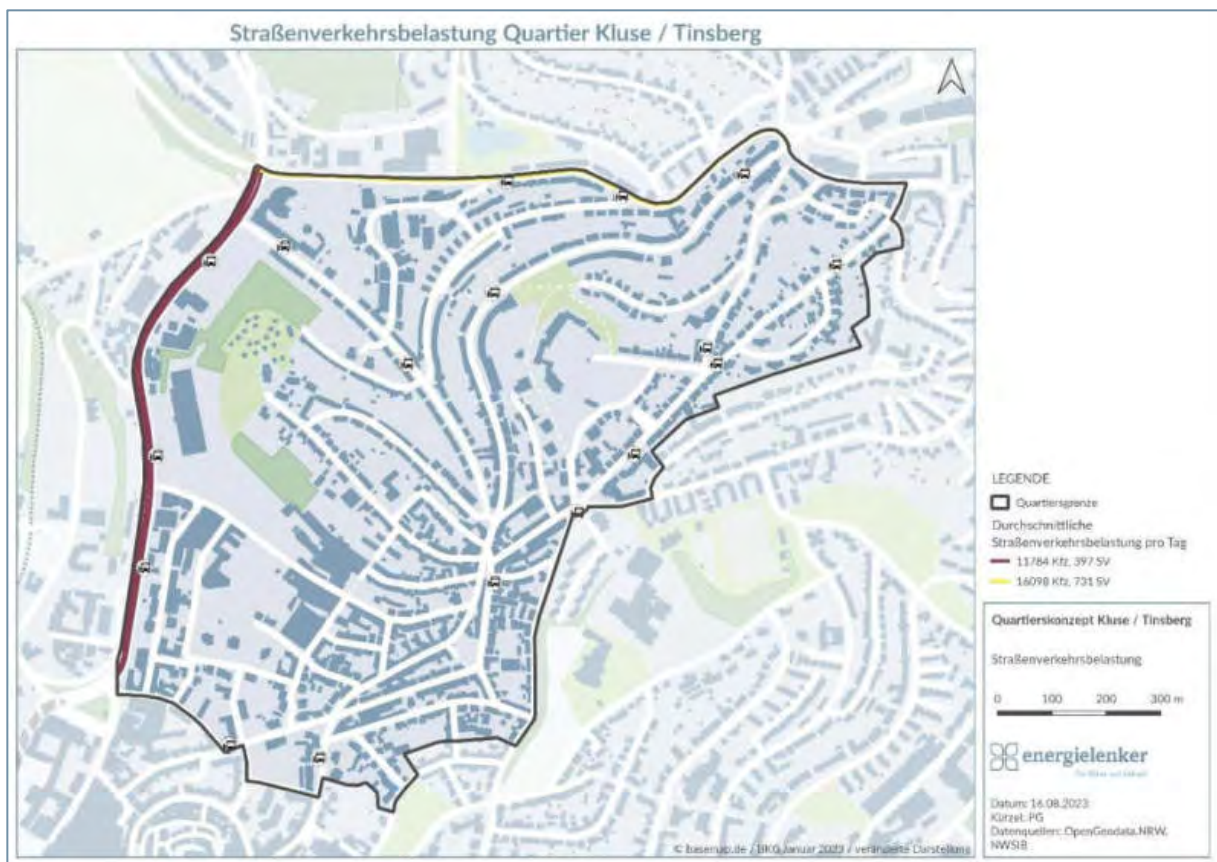 Straßenverkehrsbelastung Quartier Kluse / Tinsberg
LEGENDE
Quartiersgrenze
Durchschnittliche
Straßenverkehrsbelastung pro Tag
11784 Kfz, 397 SV
16098 Kfz, 731 SV
Quartierskonzept Kluse / Tinsberg
Straßenverkehrsbelastung
0 100 200 300 m
energielenker
Datum: 16.08.2023
Kürzel: PG
Datenquellen: OpenGeodata.NRW,
NWSIB
© basemap.de / BKG Januar 2023 / veränderte Darstellung